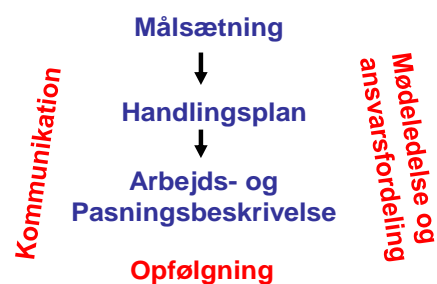 Målsætning
Handlingsplan
Arbejds- og
Pasningsbeskrivelse
Opfølgning
Kommunikation
Mødeledelse og
ansvarsfordeling